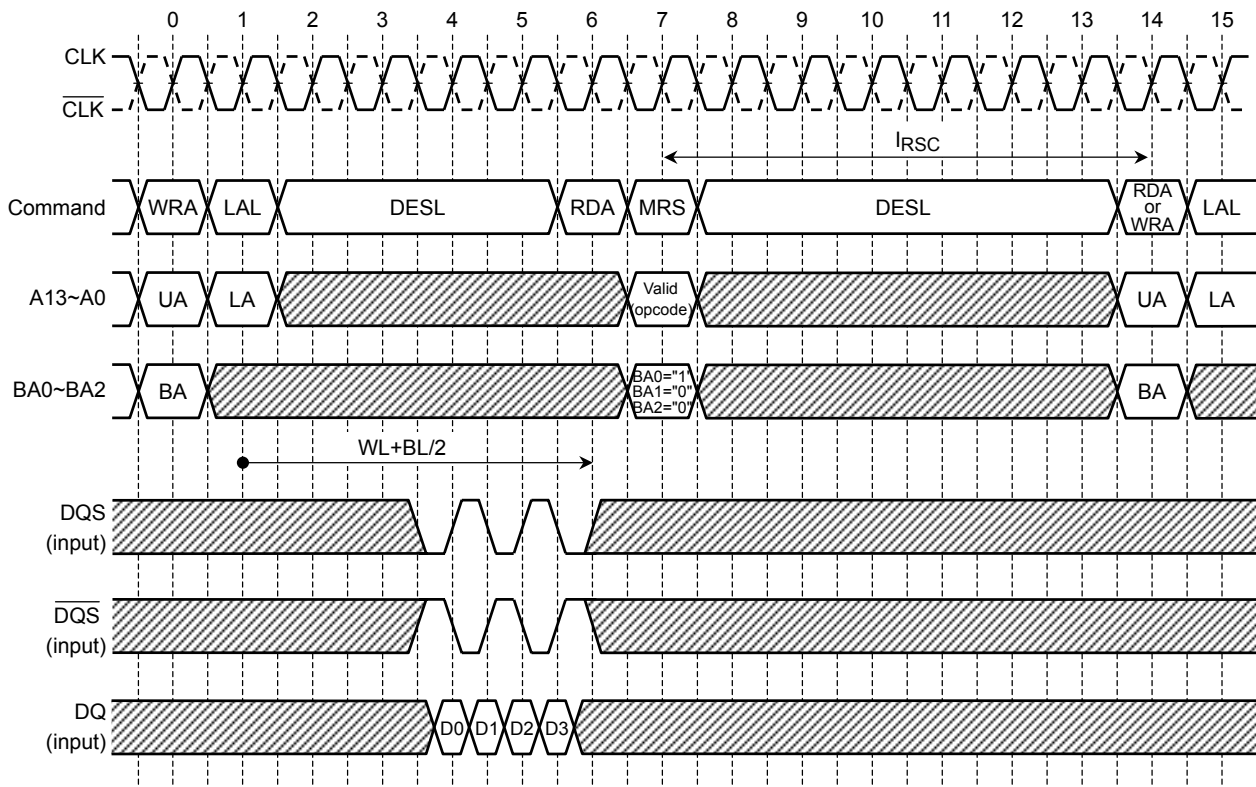 0 1 2 3 4 5 6 7 8 9 10 11 12 13 14 15
CLK
CLK
IRSC
Command WRA LAL DESL RDA MRS DESL RDA or WRA LAL
A13~A0 UA LA Valid (opcode) UA LA
BA0~BA2 BA BA0="1" BA1="0" BA2="0" BA
WL+BL/2
DQS
(input)
DQS
(input)
DQ
(input)
D0 D1 D2 D3